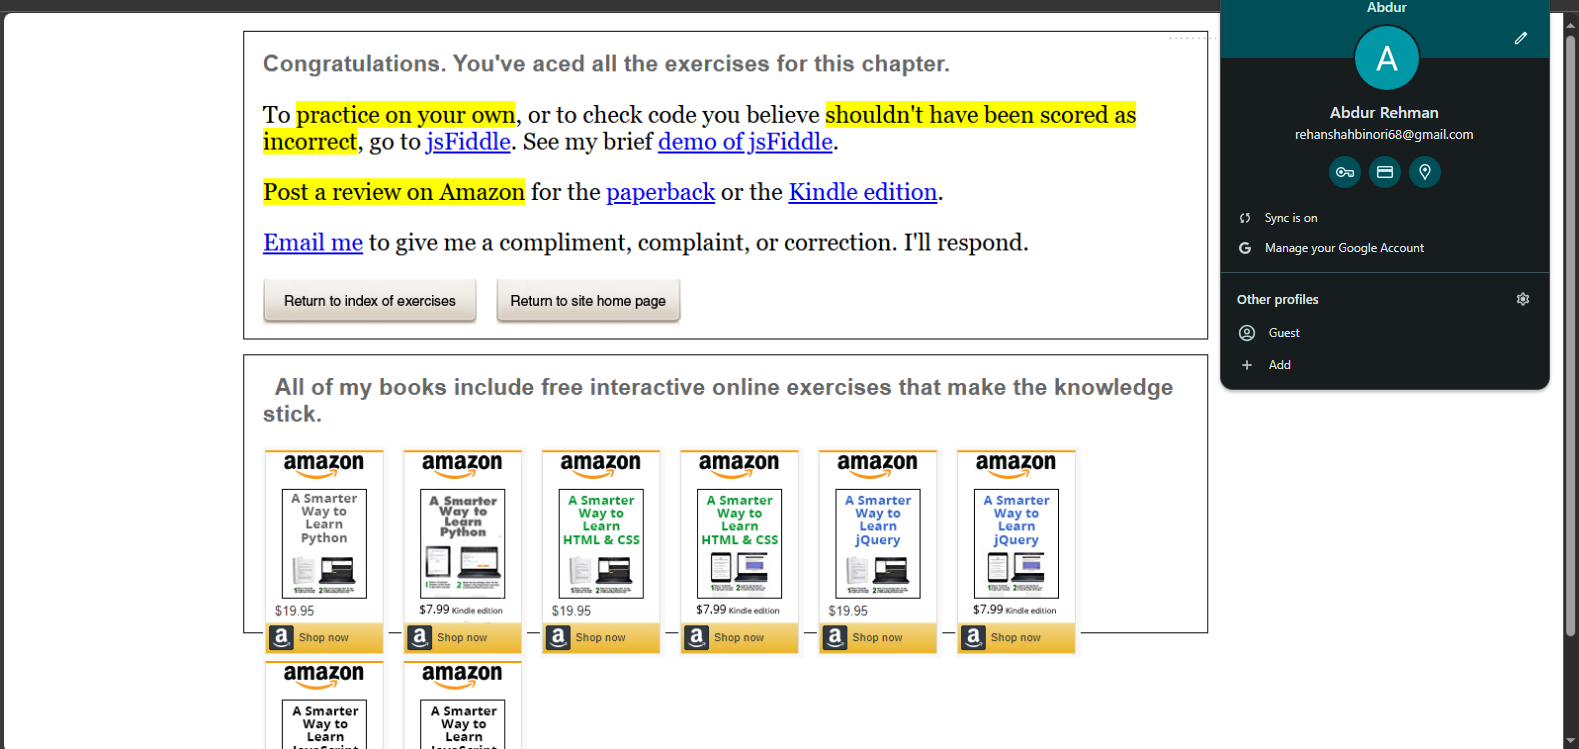 Congratulations. You've aced all the exercises for this chapter.
To practice on your own, or to check code you believe shouldn't have been scored as
incorrect, go to jsFiddle. See my brief demo of jsFiddle.
Post a review on Amazon for the paperback or the Kindle edition.
Email me to give me a compliment, complaint, or correction. I'll respond.
Return to index of exercises
Return to site home page
Abdur
A
Abdur Rehman
rehanshahbinori68@gmail.com
Sync is on
G
Manage your Google Account
Other profiles
Guest
Add
All of my books include free interactive online exercises that make the knowledge
stick.
amazon
A Smarter
Way to
Learn
Python
$19.95
a
Shop now
amazon
A Smarter
Way to
Learn
Python
$7.99 Kindle edition
a
Shop now
amazon
A Smarter
Way to
Learn
HTML & CSS
$19.95
a
Shop now
amazon
A Smarter
Way to
Learn
HTML & CSS
$7.99 Kindle edition
a
Shop now
amazon
A Smarter
Way to
Learn
jQuery
$19.95
a
Shop now
amazon
A Smarter
Way to
Learn
jQuery
$7.99 Kindle edition
a
Shop now
amazon
A Smarter
Way to
Learn
JavaScript
amazon
A Smarter
Way to
Learn
JavaScript